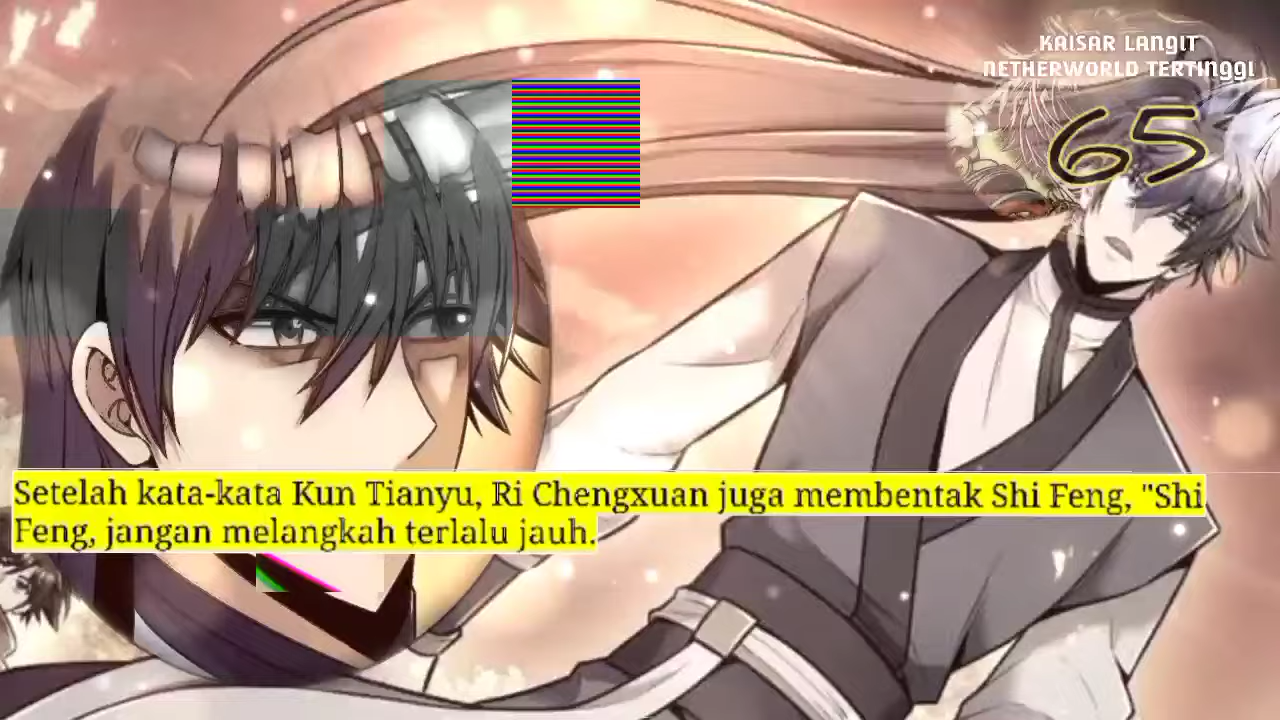 KAISAR LANGIT
NETHERWORLD TERTINGGI
65
Setelah kata-kata Kun Tianyu, Ri Chengxuan juga membentak Shi Feng, "Shi
Feng, jangan melangkah terlalu jauh.